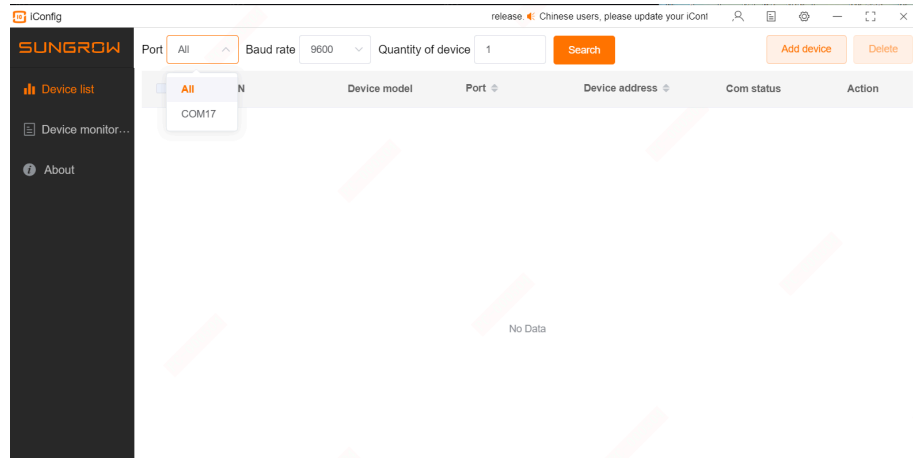 iConfig
release. Chinese users, please update your iConf
SUNGROW
Port All Baud rate 9600 Quantity of device 1 Search Add device Delete
Device list
All
COM17
N Device model Port Device address Com status Action
Device monitor...
About
No Data